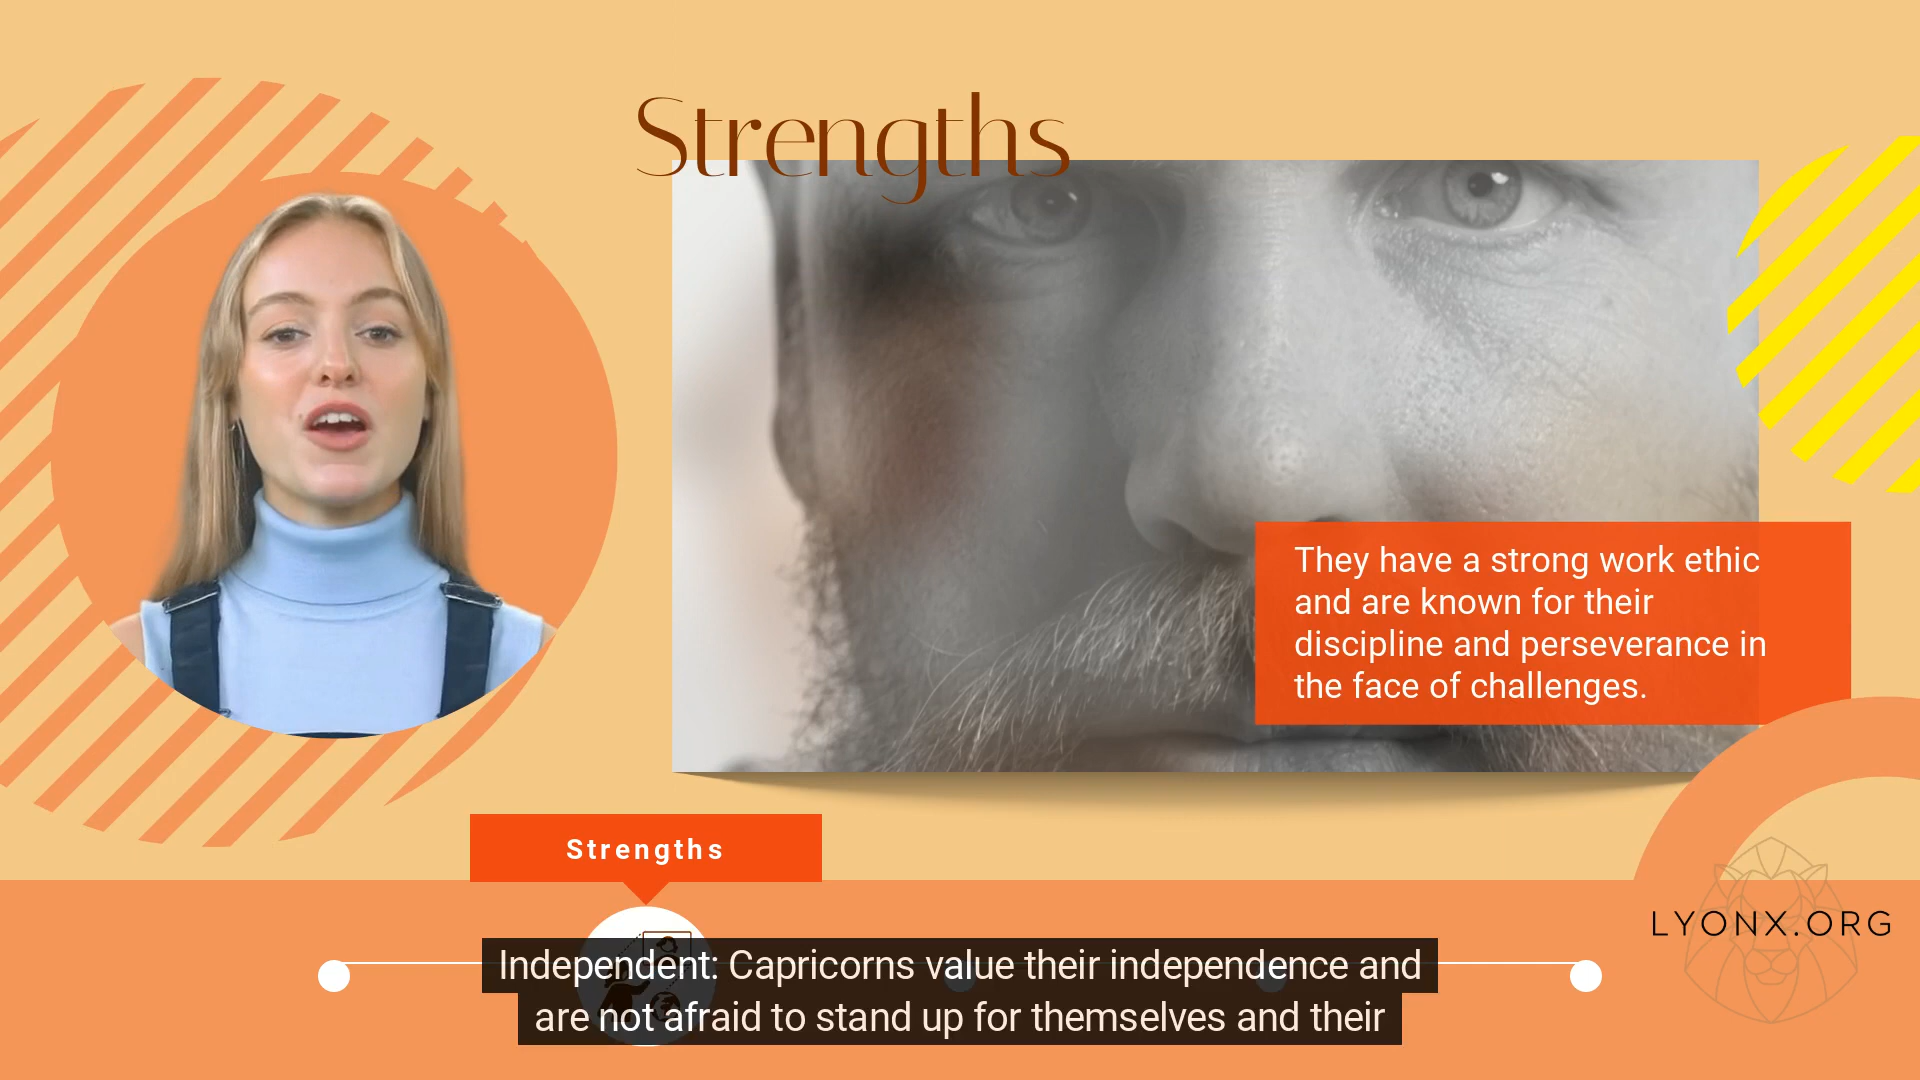 Strengths
They have a strong work ethic
and are known for their
discipline and perseverance in
the face of challenges.
Strengths
LYONX.ORG
Independent: Capricorns value their independence and
are not afraid to stand up for themselves and their